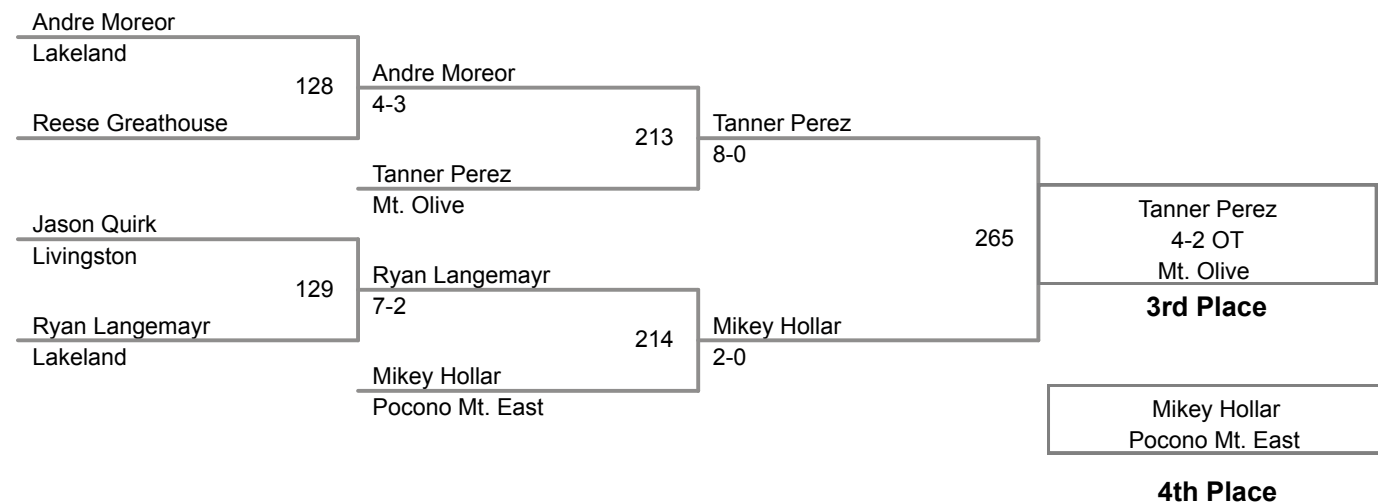 Andre Moreor
Lakeland
128
Reese Greathouse
Andre Moreor
4-3
213
Tanner Perez
Mt. Olive
Jason Quirk
Livingston
129
Ryan Langemayr
Lakeland
Ryan Langemayr
7-2
214
Mikey Hollar
Pocono Mt. East
Tanner Perez
8-0
265
Mikey Hollar
2-0
Tanner Perez
4-2 OT
Mt. Olive
3rd Place
Mikey Hollar
Pocono Mt. East
4th Place